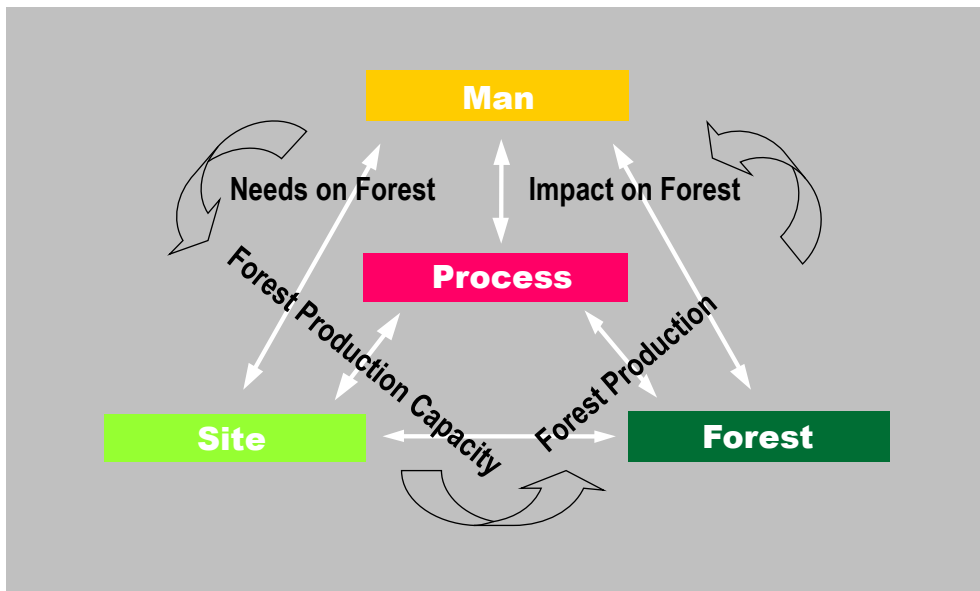 Man
Needs on Forest
Impact on Forest
Process
Forest Production Capacity
Forest Production
Site
Forest